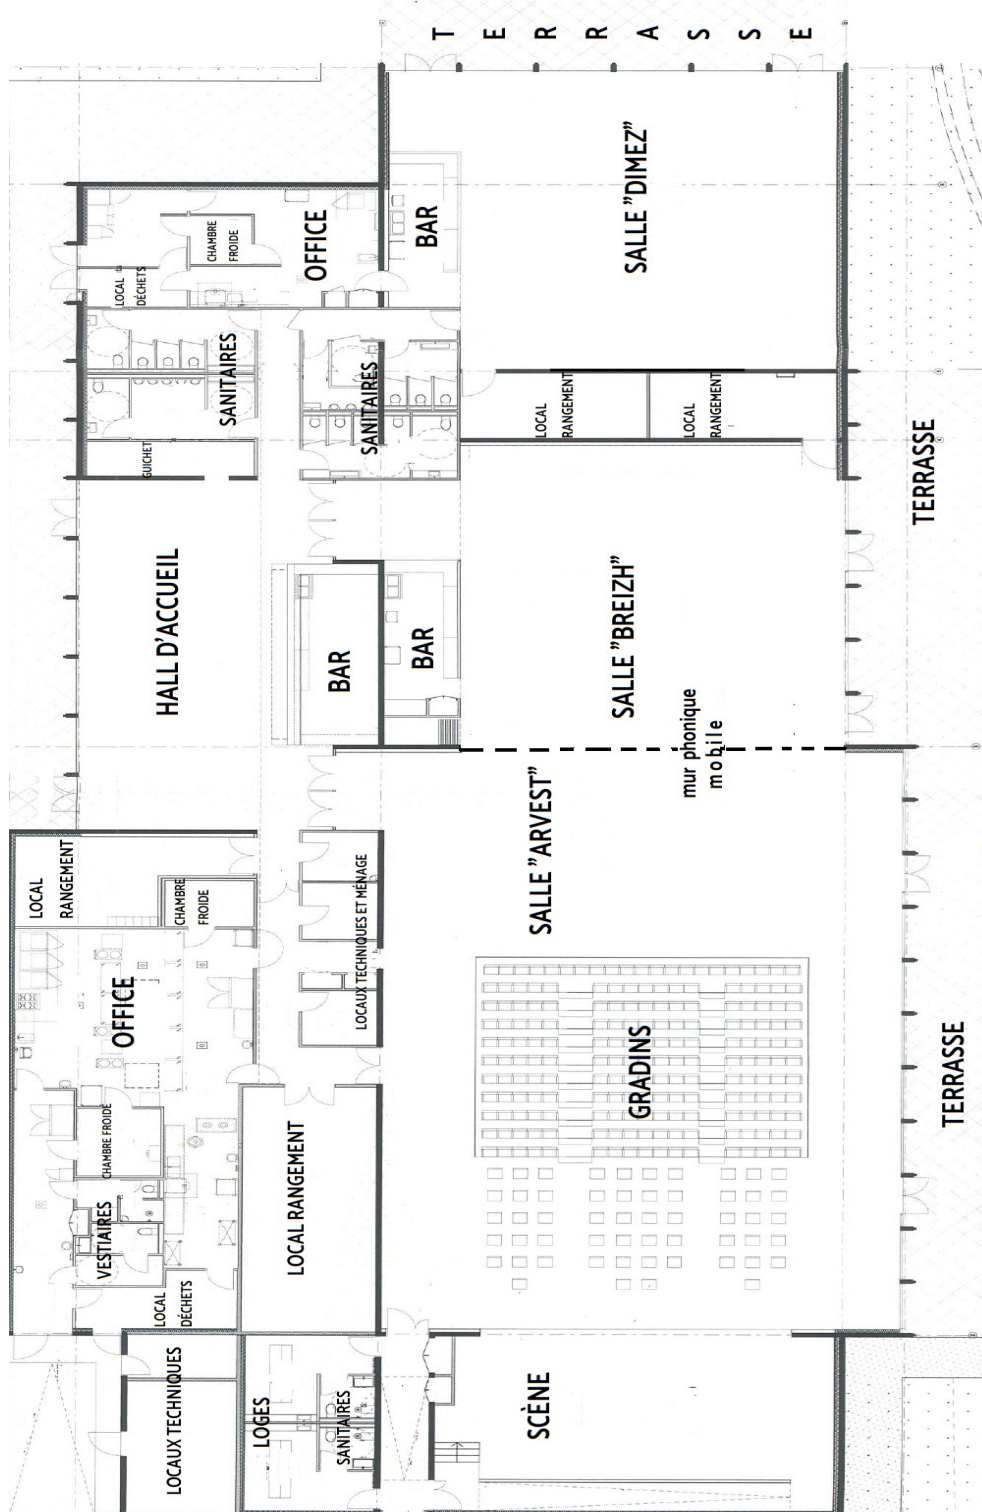 T E R R A S S E
SALLE "DIMEZ"
BAR
OFFICE
CHAMBRE
FROIDE
LOCAL
DÉCHETS
SANITAIRES
SANITAIRES
LOCAL
RANGEMENT
LOCAL
RANGEMENT
GUICHET
TERRASSE
HALL D'ACCUEIL
BAR
BAR
SALLE "BREIZH"
mur phonique
mobile
SALLE "ARVEST"
LOCAL
RANGEMENT
CHAMBRE
FROIDE
LOCAUX TECHNIQUES ET MÉNAGE
OFFICE
GRADINS
TERRASSE
CHAMBRE FROIDE
LOCAL RANGEMENT
VESTIAIRES
LOCAL
DÉCHETS
LOCAUX TECHNIQUES
LOGES
SANITAIRES
SCÈNE